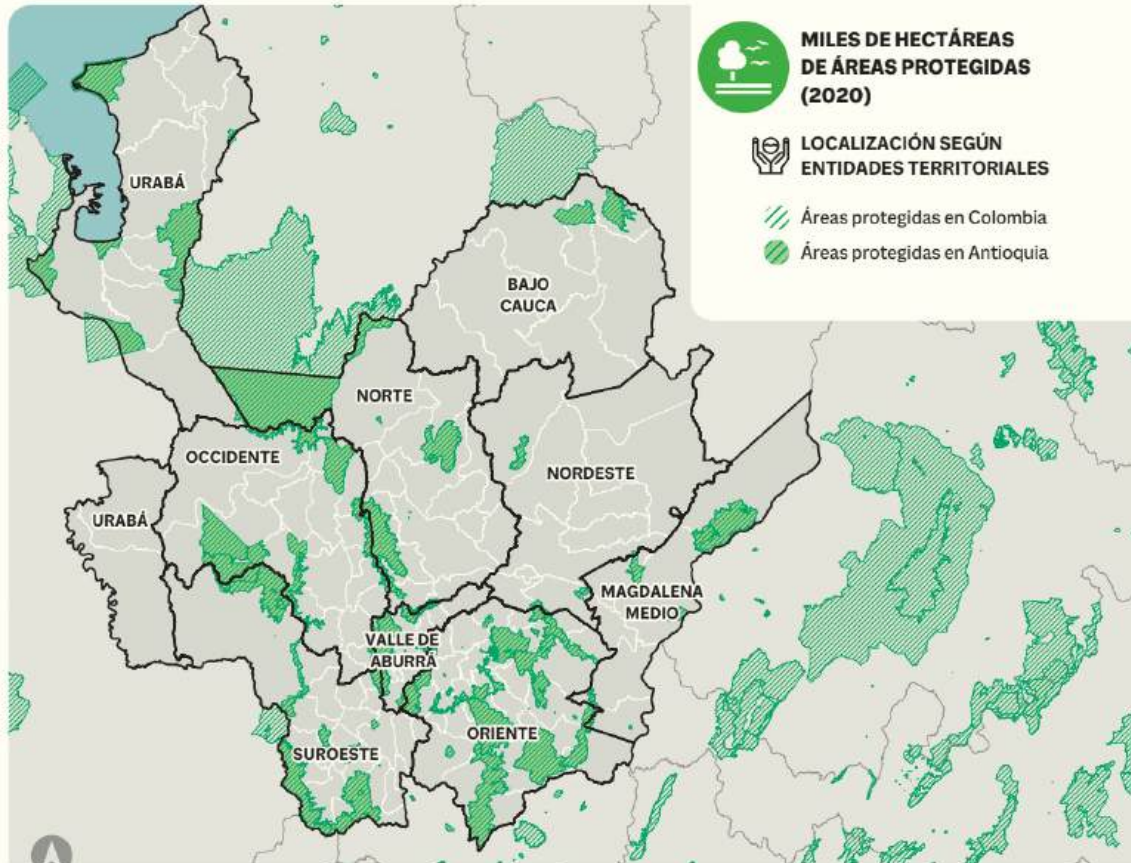 MILES DE HECTÁREAS
DE ÁREAS PROTEGIDAS
(2020)
LOCALIZACIÓN SEGÚN
ENTIDADES TERRITORIALES
Áreas protegidas en Colombia
Áreas protegidas en Antioquia
URABÁ
BAJO
CAUCA
NORTE
OCCIDENTE
NORDESTE
URABÁ
MAGDALENA
MEDIO
VALLE DE
ABURRÁ
ORIENTE
SUROESTE